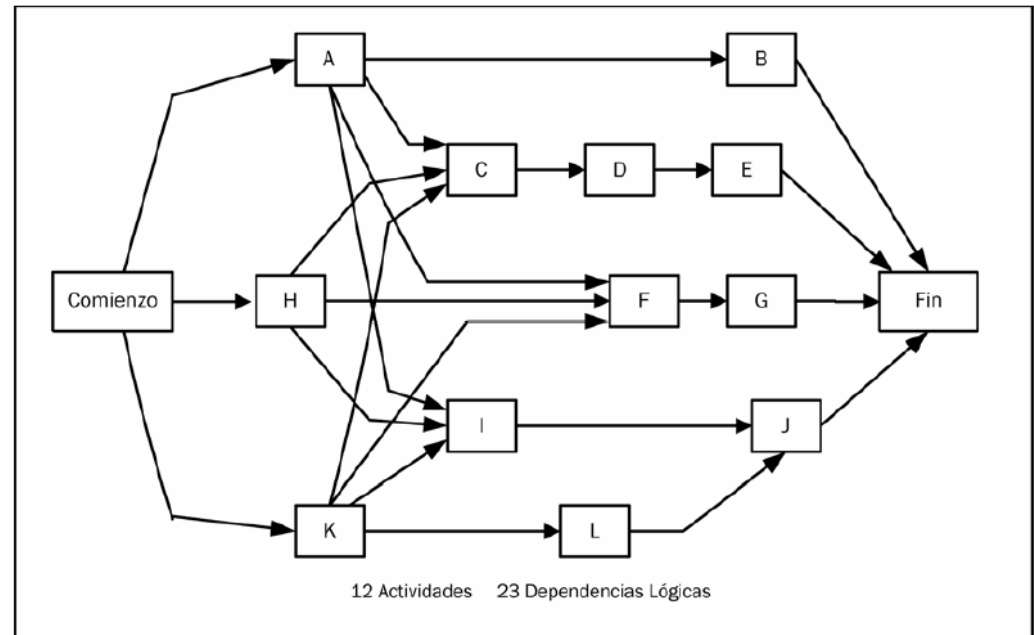 A
B
C
D
E
Comienzo
H
F
G
Fin
I
J
K
L
12 Actividades 23 Dependencias Lógicas